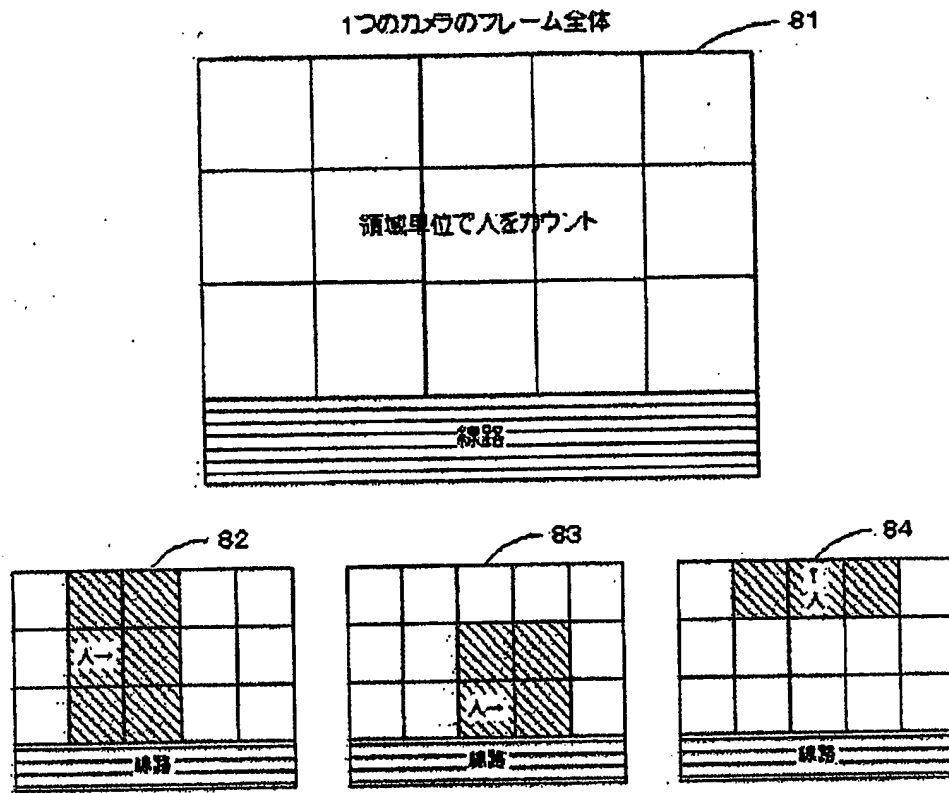 1つのカメラのフレーム全体
81
領域単位で人をカウント
線路
82
83
84
人→
人→
↑
人
線路
線路
線路